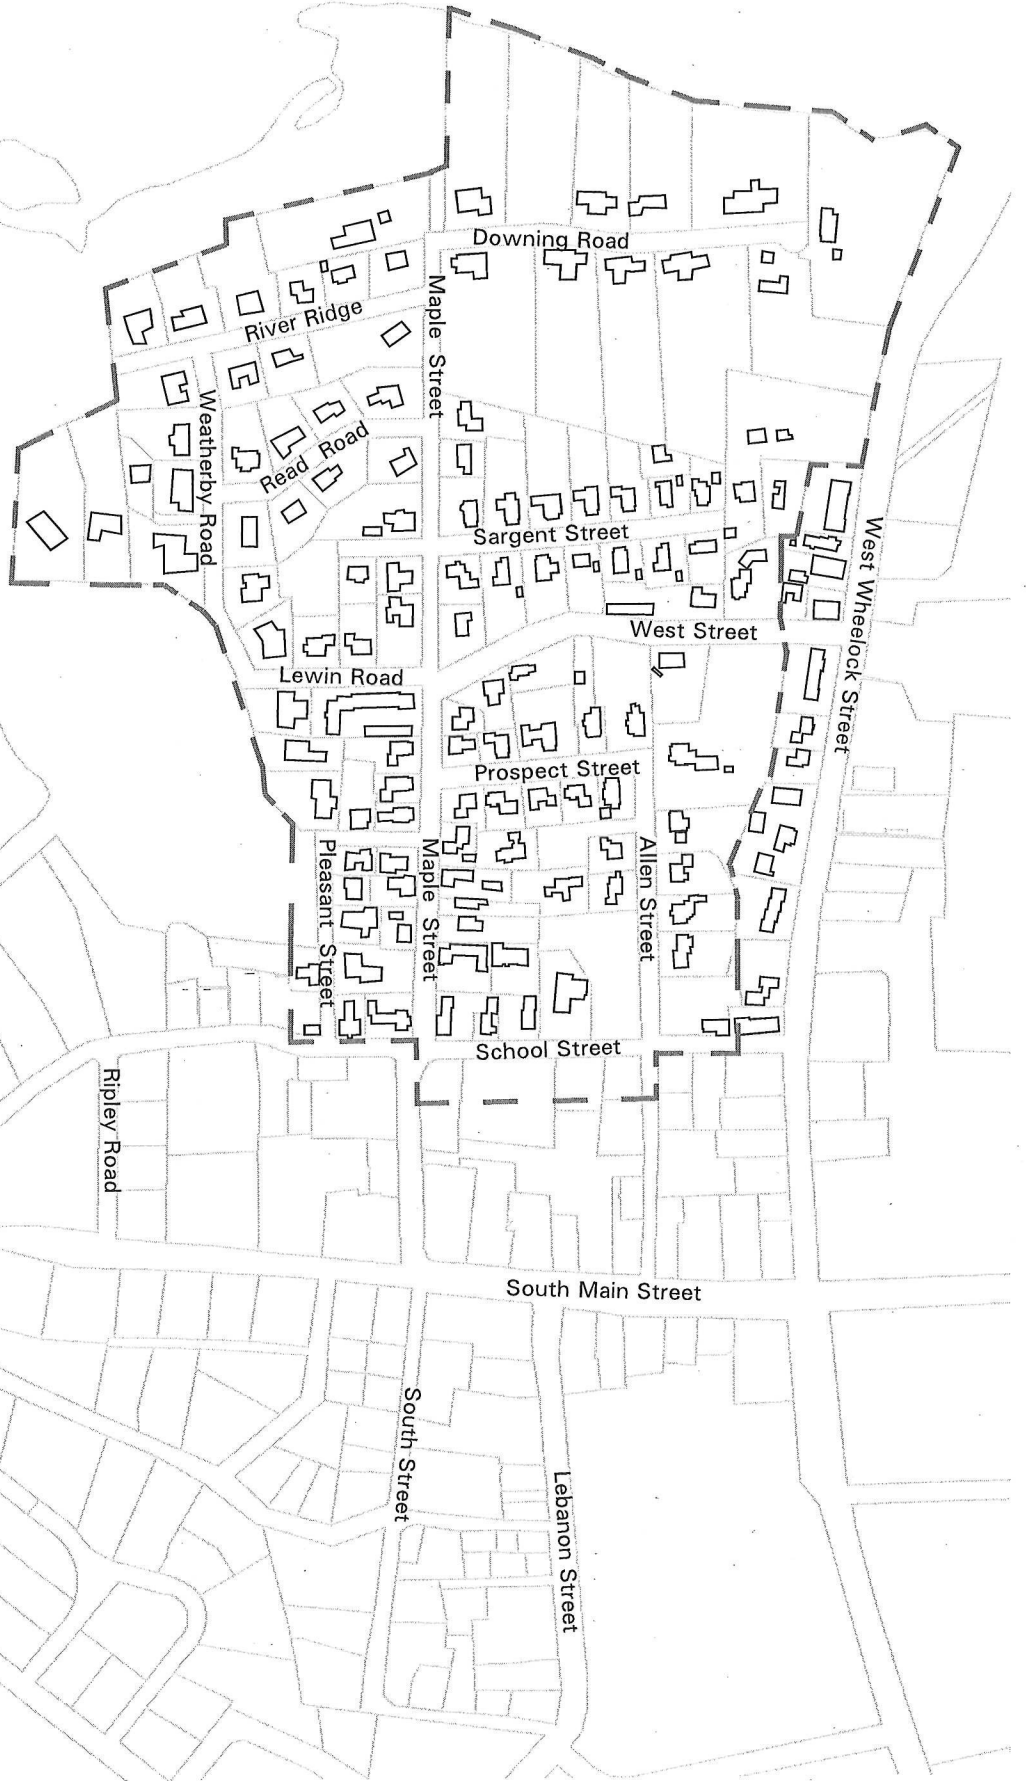 Downing Road
Maple Street
River Ridge
Weatherby Road
Read Road
Sargent Street
West Wheelock Street
West Street
Lewin Road
Prospect Street
Pleasant Street
Maple Street
Allen Street
School Street
Ripley Road
South Main Street
South Street
Lebanon Street